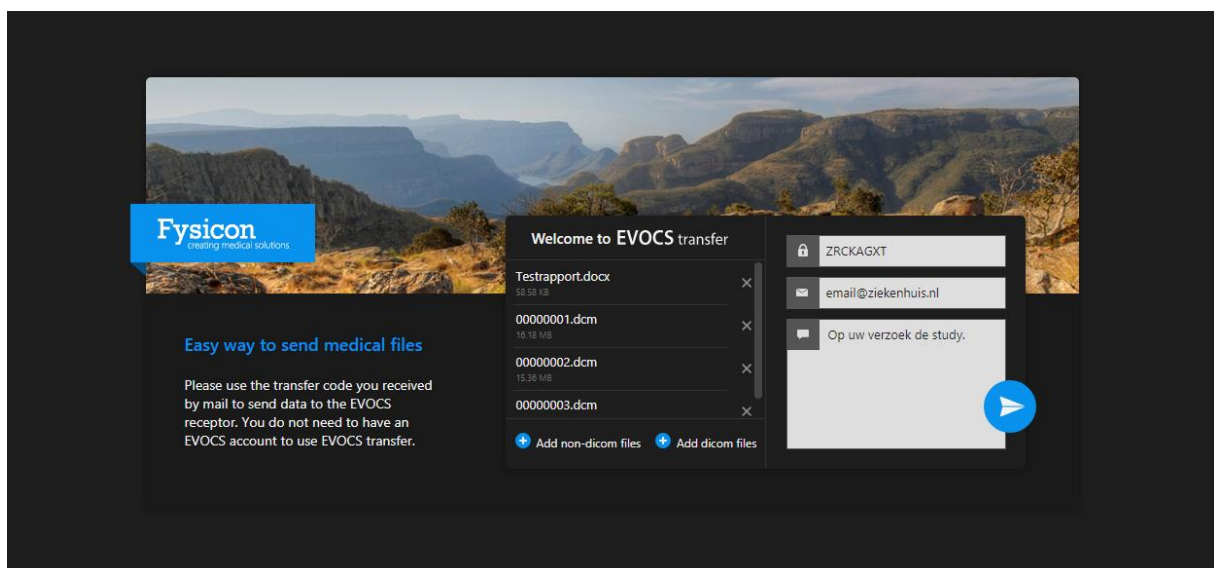 Fysicon
creating medical solutions
Easy way to send medical files
Please use the transfer code you received
by mail to send data to the EVOCS
receptor. You do not need to have an
EVOCS account to use EVOCS transfer.
Welcome to EVOCS transfer
Testrapport.docx
58.58 KB
00000001.dcm
16.18 MB
00000002.dcm
15.36 MB
00000003.dcm
Add non-dicom files
Add dicom files
ZRCKAGXT
email@ziekenhuis.nl
Op uw verzoek de study.